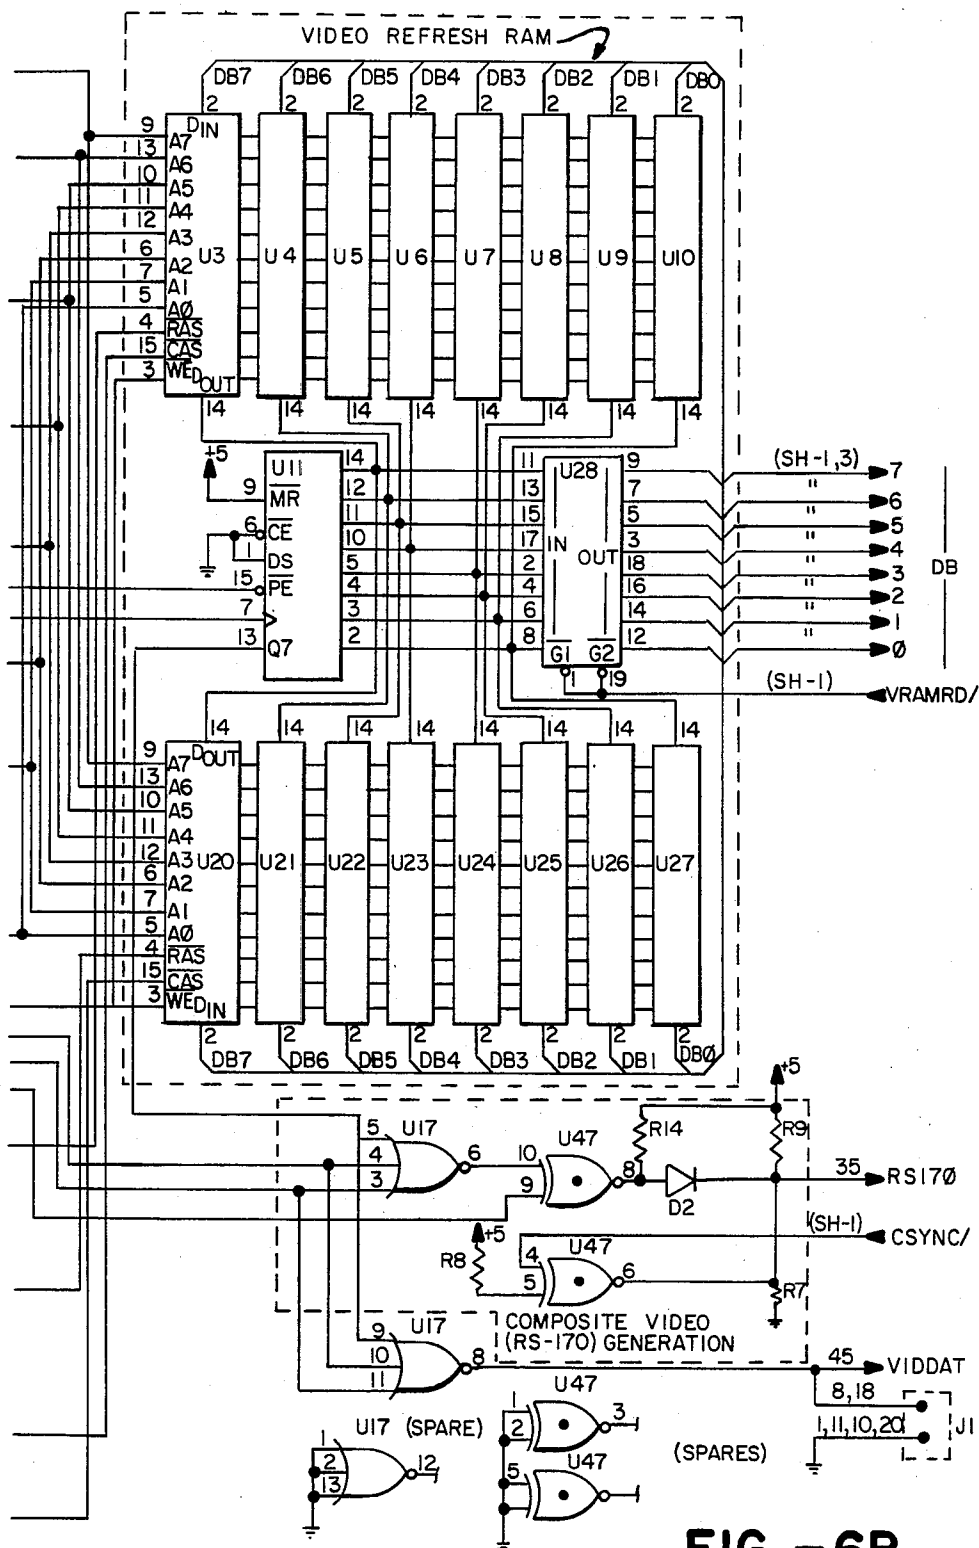 VIDEO REFRESH RAM
DB7 DB6 DB5 DB4 DB3 DB2 DB1 DB0
2 2 2 2 2 2 2 2
DIN
9 A7
13 A6
10 A5
11 A4
12 A3
6 A2
7 A1
5 AØ
4 RAS
15 CAS
3 WE DOUT
U3 U4 U5 U6 U7 U8 U9 U10
14 14 14 14 14 14 14 14
+5
U11
9 MR
6 CE
1 DS
15 PE
7
13 Q7
14
12
11
10
5
4
3
2
U28
11
13
15
17 IN
2
4
6
8
OUT
9
7
5
3
18
16
14
12
G1 G2
1 19
(SH-1,3) 7
" 6
" 5
" 4
" 3
" 2
" 1
" Ø
DB
(SH-1) VRAMRD/
14 14 14 14 14 14 14 14
DOUT
9 A7
13 A6
10 A5
11 A4
12 A3
6 A2
7 A1
5 AØ
4 RAS
15 CAS
3 WE DIN
U20 U21 U22 U23 U24 U25 U26 U27
2 2 2 2 2 2 2 2
DB7 DB6 DB5 DB4 DB3 DB2 DB1 DBØ
+5
U17
5
4
3
6
U47
10
9
8
R14
R9
D2
35 RS17Ø
(SH-1) CSYNC/
+5
R8
U47
4
5
6
R7
COMPOSITE VIDEO
(RS-170) GENERATION
U17
9
10
11
8
45 VIDDAT
8,18
1,11,10,20
J1
U17 (SPARE)
1
2
13
12
U47
1
2
3
(SPARES)
U47
5
FIG.-6B